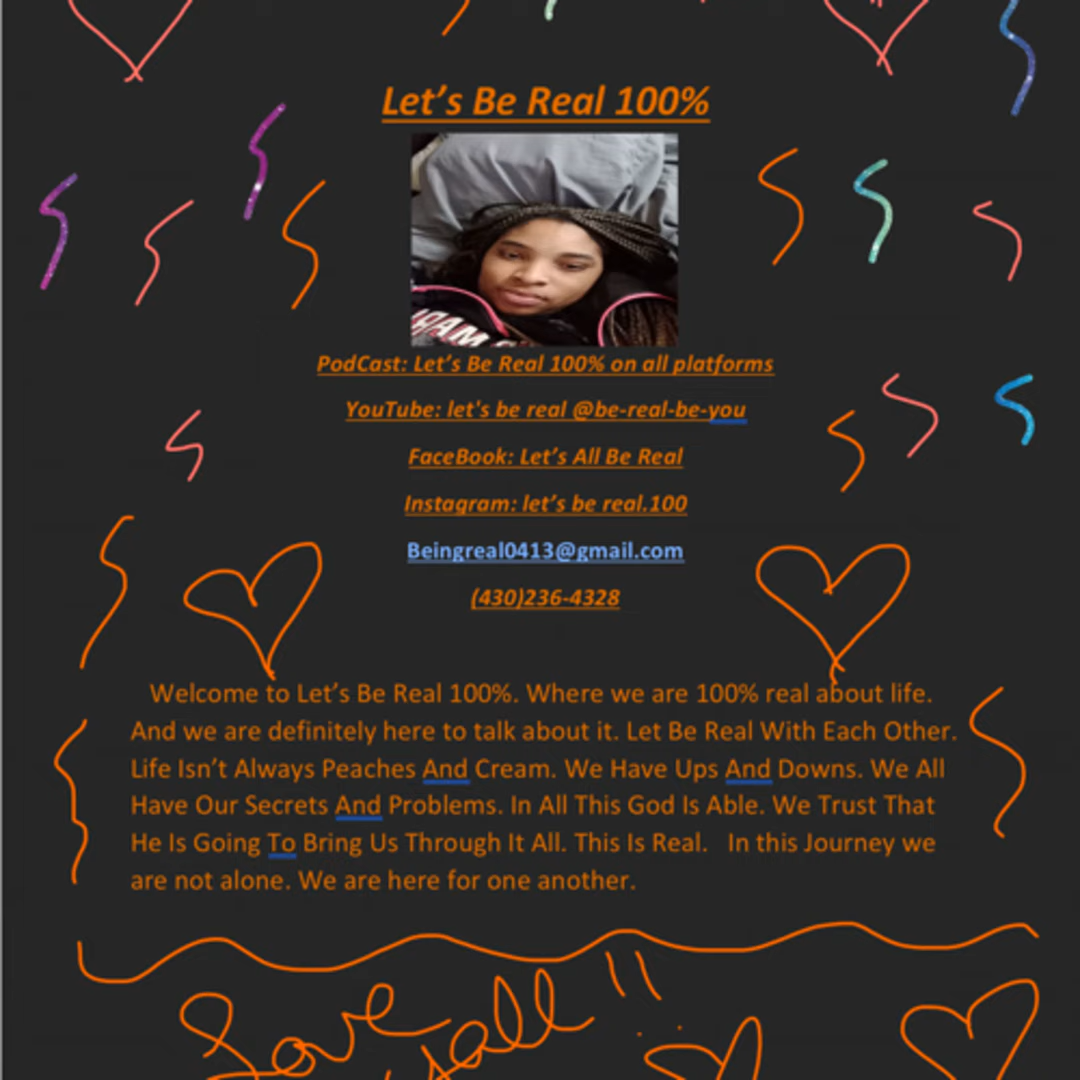 Let's Be Real 100%
PodCast: Let's Be Real 100% on all platforms
YouTube: let's be real @be-real-be-you
FaceBook: Let's All Be Real
Instagram: let's be real.100
Beingreal0413@gmail.com
(430)236-4328
Welcome to Let's Be Real 100%. Where we are 100% real about life.
And we are definitely here to talk about it. Let Be Real With Each Other.
Life Isn't Always Peaches And Cream. We Have Ups And Downs. We All
Have Our Secrets And Problems. In All This God Is Able. We Trust That
He Is Going To Bring Us Through It All. This Is Real. In this Journey we
are not alone. We are here for one another.
Love
yall !!